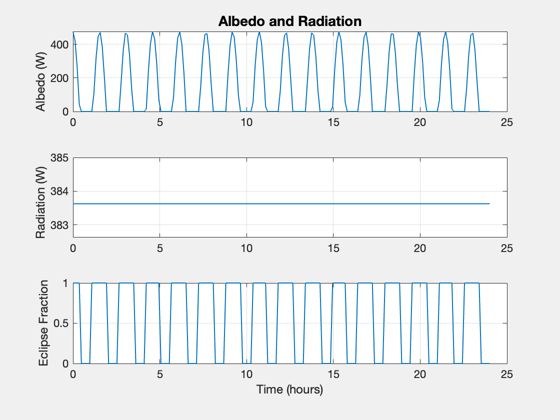 Albedo and Radiation
Albedo (W)
400
200
0
0 5 10 15 20 25
Radiation (W)
385
384
383
0 5 10 15 20 25
Eclipse Fraction
1
0.5
0
0 5 10 15 20 25
Time (hours)